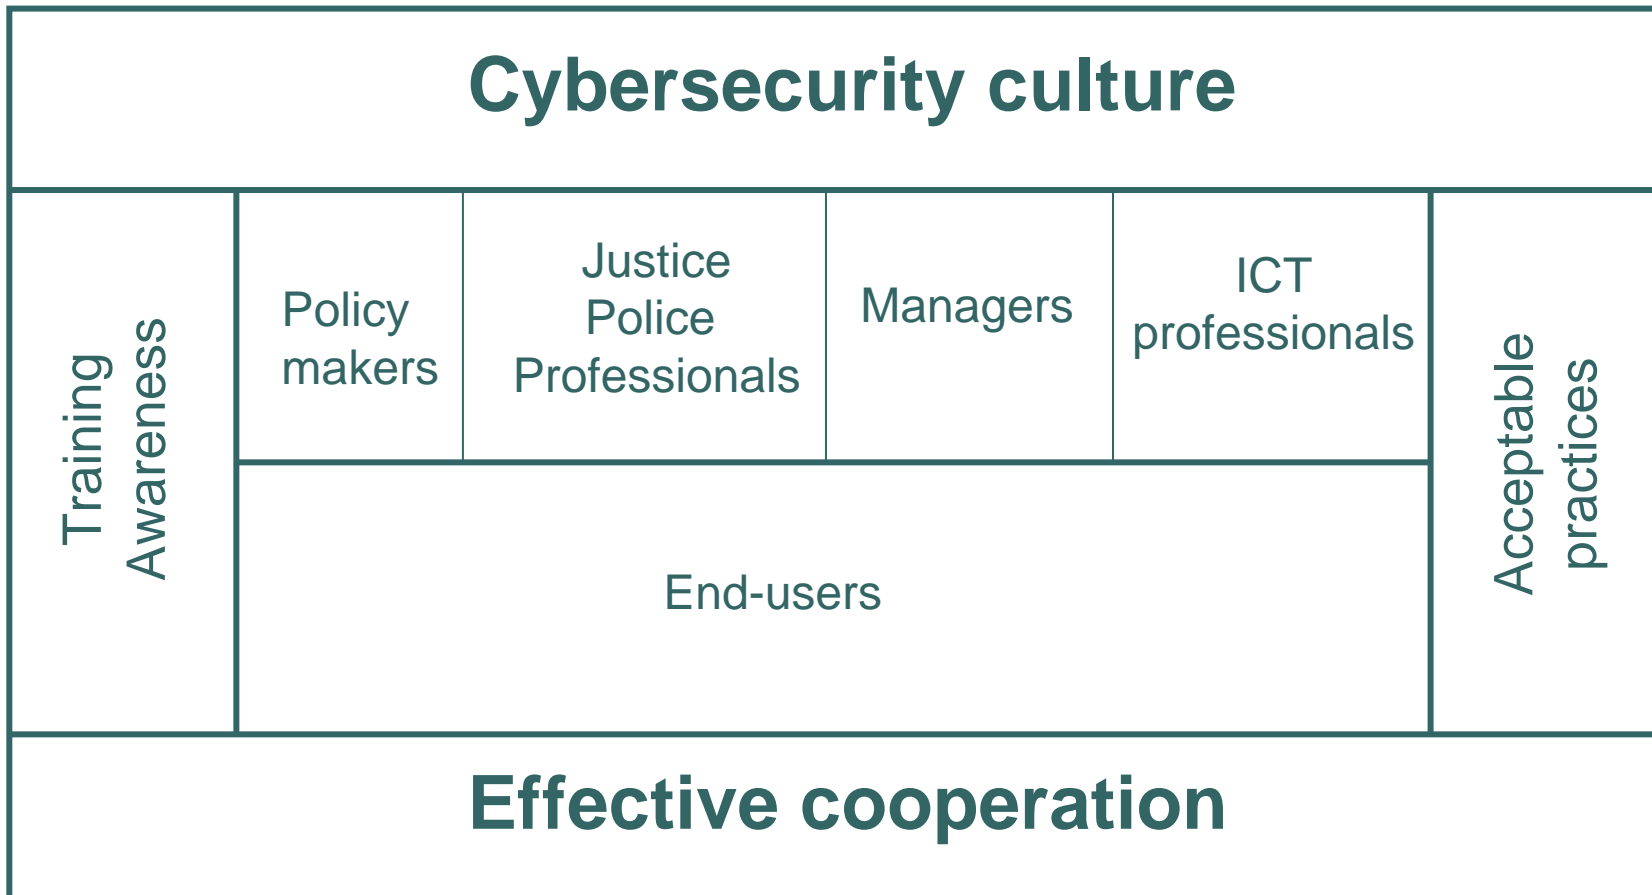 Cybersecurity culture
Training
Awareness
Policy
makers
Justice
Police
Professionals
Managers
ICT
professionals
Acceptable
practices
End-users
Effective cooperation